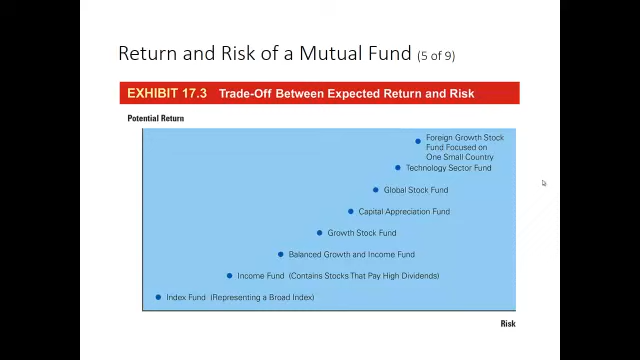 Return and Risk of a Mutual Fund (5 of 9)
EXHIBIT 17.3 Trade-Off Between Expected Return and Risk
Potential Return
Foreign Growth Stock
Fund Focused on
One Small Country
Technology Sector Fund
Global Stock Fund
Capital Appreciation Fund
Growth Stock Fund
Balanced Growth and Income Fund
Income Fund (Contains Stocks That Pay High Dividends)
Index Fund (Representing a Broad Index)
Risk